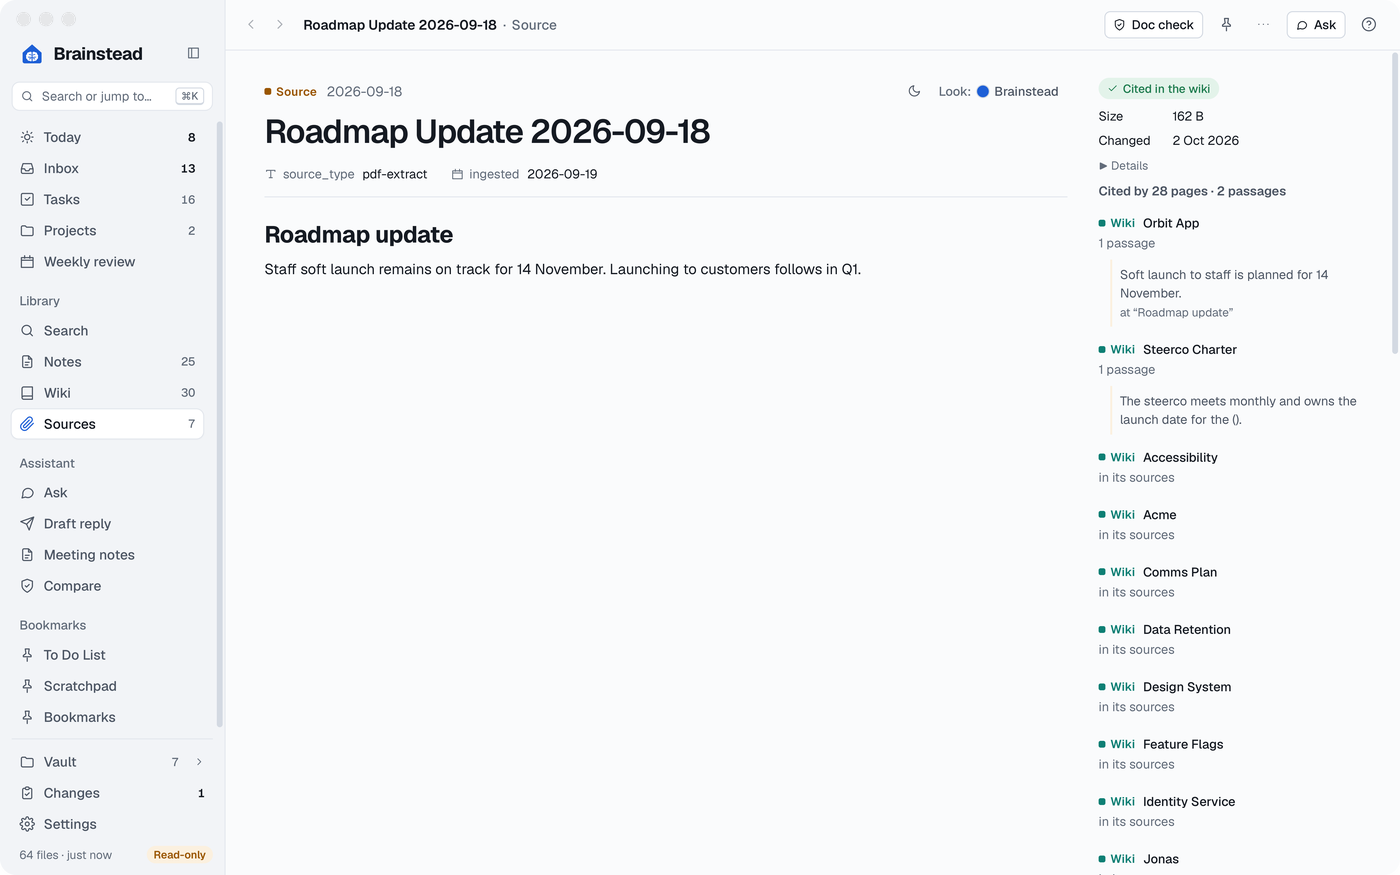 Brainstead
Search or jump to... ⌘K
Today 8
Inbox 13
Tasks 16
Projects 2
Weekly review
Library
Search
Notes 25
Wiki 30
Sources 7
Assistant
Ask
Draft reply
Meeting notes
Compare
Bookmarks
To Do List
Scratchpad
Bookmarks
Vault 7
Changes 1
Settings
64 files · just now Read-only
Roadmap Update 2026-09-18 · Source
Doc check
Ask
Source 2026-09-18
Look: Brainstead
Roadmap Update 2026-09-18
source_type pdf-extract ingested 2026-09-19
Roadmap update
Staff soft launch remains on track for 14 November. Launching to customers follows in Q1.
Cited in the wiki
Size 162 B
Changed 2 Oct 2026
Details
Cited by 28 pages · 2 passages
Wiki Orbit App
1 passage
Soft launch to staff is planned for 14
November.
at “Roadmap update”
Wiki Steerco Charter
1 passage
The steerco meets monthly and owns the
launch date for the ().
Wiki Accessibility
in its sources
Wiki Acme
in its sources
Wiki Comms Plan
in its sources
Wiki Data Retention
in its sources
Wiki Design System
in its sources
Wiki Feature Flags
in its sources
Wiki Identity Service
in its sources
Wiki Jonas